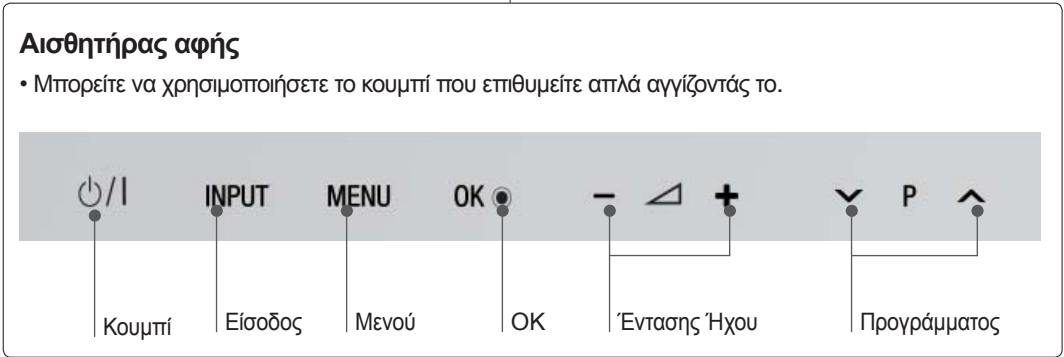 Αισθητήρας αφής
• Μπορείτε να χρησιμοποιήσετε το κουμπί που επιθυμείτε απλά αγγίζοντάς το.
⏻/I INPUT MENU OK ◉ − ⊿ + ∨ P ∧
Κουμπί Είσοδος Μενού OK Έντασης Ήχου Προγράμματος